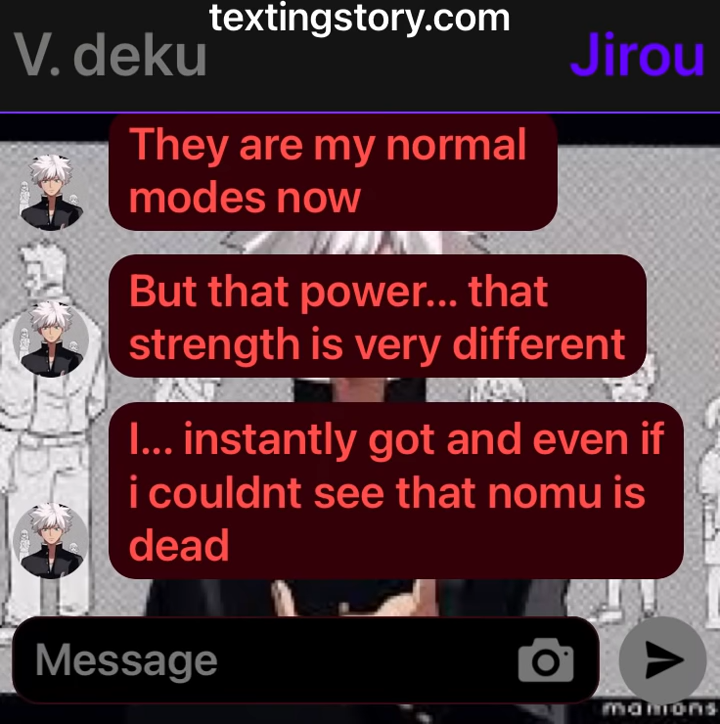 textingstory.com
V. deku Jirou
They are my normal
modes now
But that power... that
strength is very different
I... instantly got and even if
i couldnt see that nomu is
dead
Message
mamons